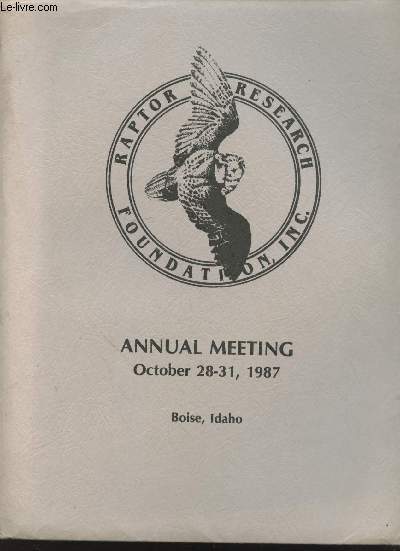 Le-livre.com
RAPTOR RESEARCH
FOUNDATION, INC.
ANNUAL MEETING
October 28-31, 1987
Boise, Idaho